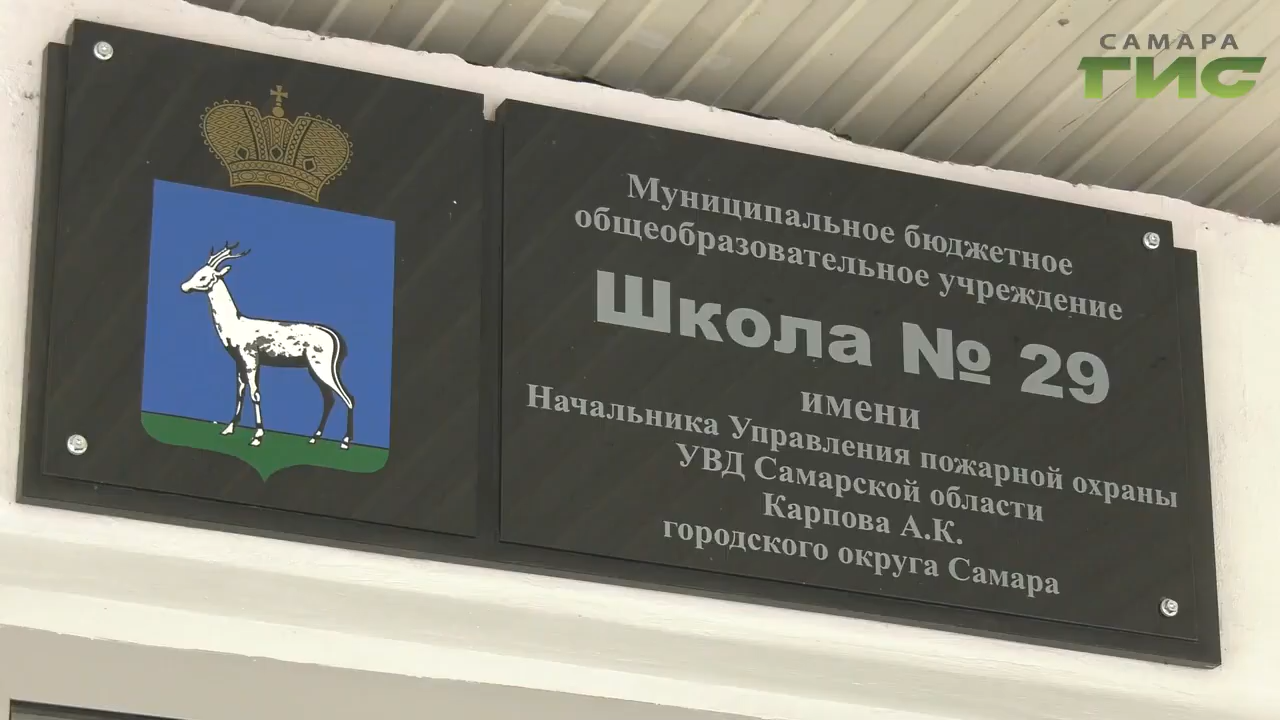 САМАРА
ГИС
Муниципальное бюджетное
общеобразовательное учреждение
Школа № 29
имени
Начальника Управления пожарной охраны
УВД Самарской области
Карпова А.К.
городского округа Самара